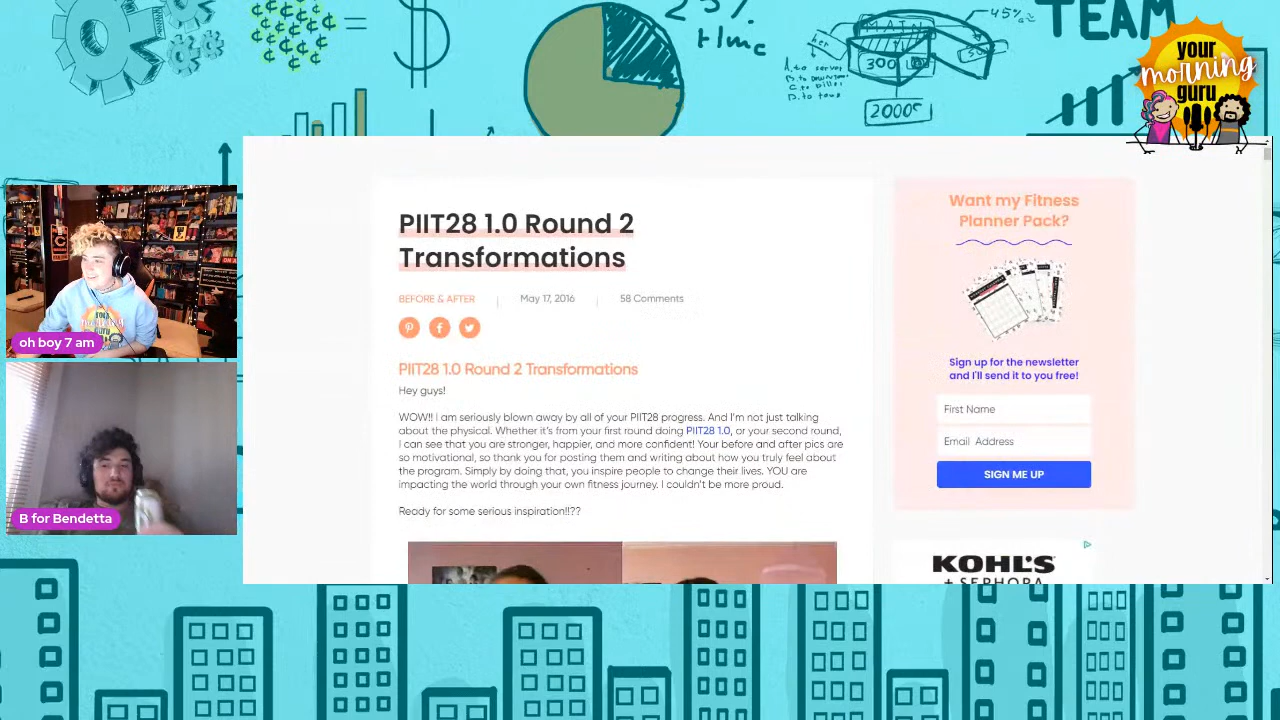 25%
time
45%
TEAM
300
2000$
A. to server
your
morning
guru
PIIT28 1.0 Round 2
Transformations
BEFORE & AFTER
May 17, 2016
58 Comments
PIIT28 1.0 Round 2 Transformations
Hey guys!
WOW!! I am seriously blown away by all of your PIIT28 progress. And I'm not just talking
about the physical. Whether it's from your first round doing PIIT28 1.0, or your second round,
I can see that you are stronger, happier, and more confident! Your before and after pics are
so motivational, so thank you for posting them and writing about how you truly feel about
the program. Simply by doing that, you inspire people to change their lives. YOU are
impacting the world through your own fitness journey. I couldn't be more proud.
Ready for some serious inspiration!!??
Want my Fitness
Planner Pack?
Sign up for the newsletter
and I'll send it to you free!
First Name
Email Address
SIGN ME UP
KOHL'S
+ SEPHORA
oh boy 7 am
B for Bendetta